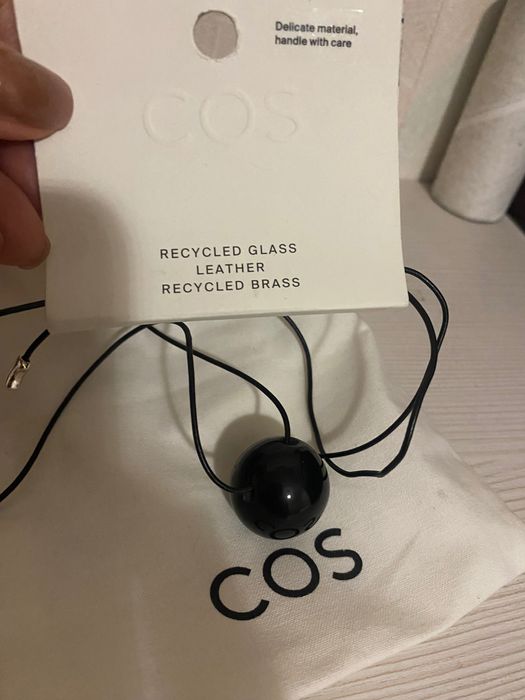 Delicate material,
handle with care
COS
RECYCLED GLASS
LEATHER
RECYCLED BRASS
COS